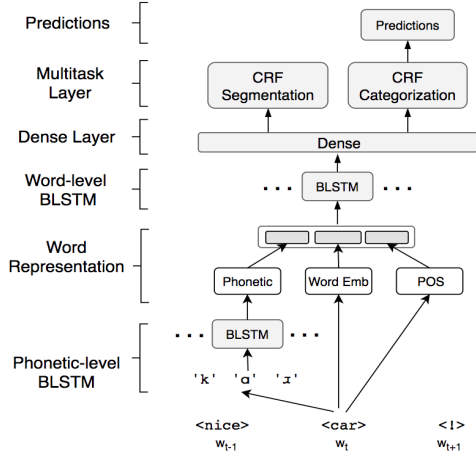 Predictions
Predictions
Multitask
Layer
CRF
Segmentation
CRF
Categorization
Dense Layer
Dense
Word-level
BLSTM
... BLSTM ...
Word
Representation
Phonetic
Word Emb
POS
... BLSTM ...
Phonetic-level
BLSTM
'k' 'ɑ' 'ɹ'
<nice> <car> <!>
wt-1 wt wt+1